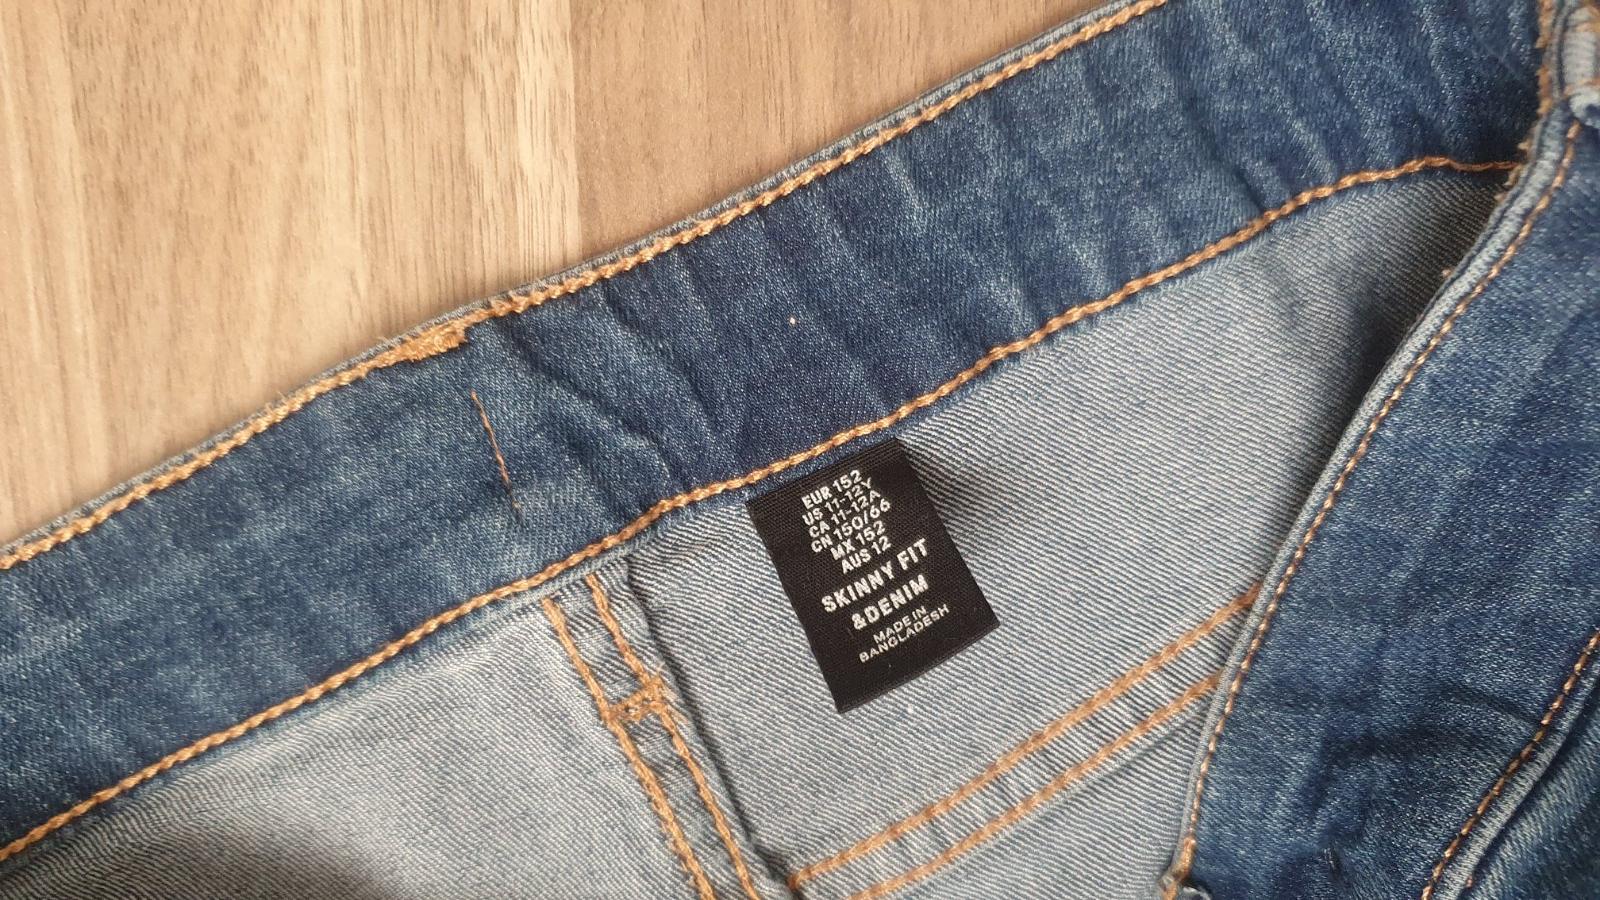 EUR 152
US 11-12Y
CA 11-12A
CN 150/66
MX 152
AUS 12
SKINNY FIT
&DENIM
MADE IN
BANGLADESH